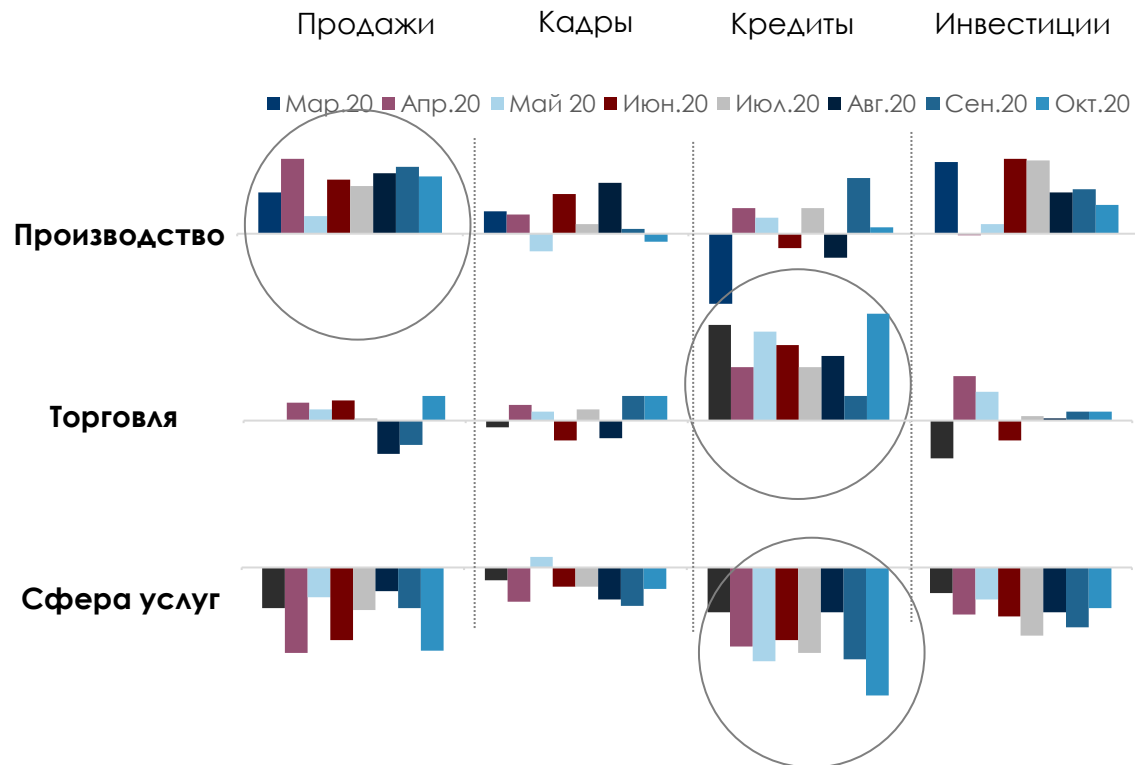 Продажи Кадры Кредиты Инвестиции
Мар.20 Апр.20 Май 20 Июн.20 Июл.20 Авг.20 Сен.20 Окт.20
Производство
Торговля
Сфера услуг